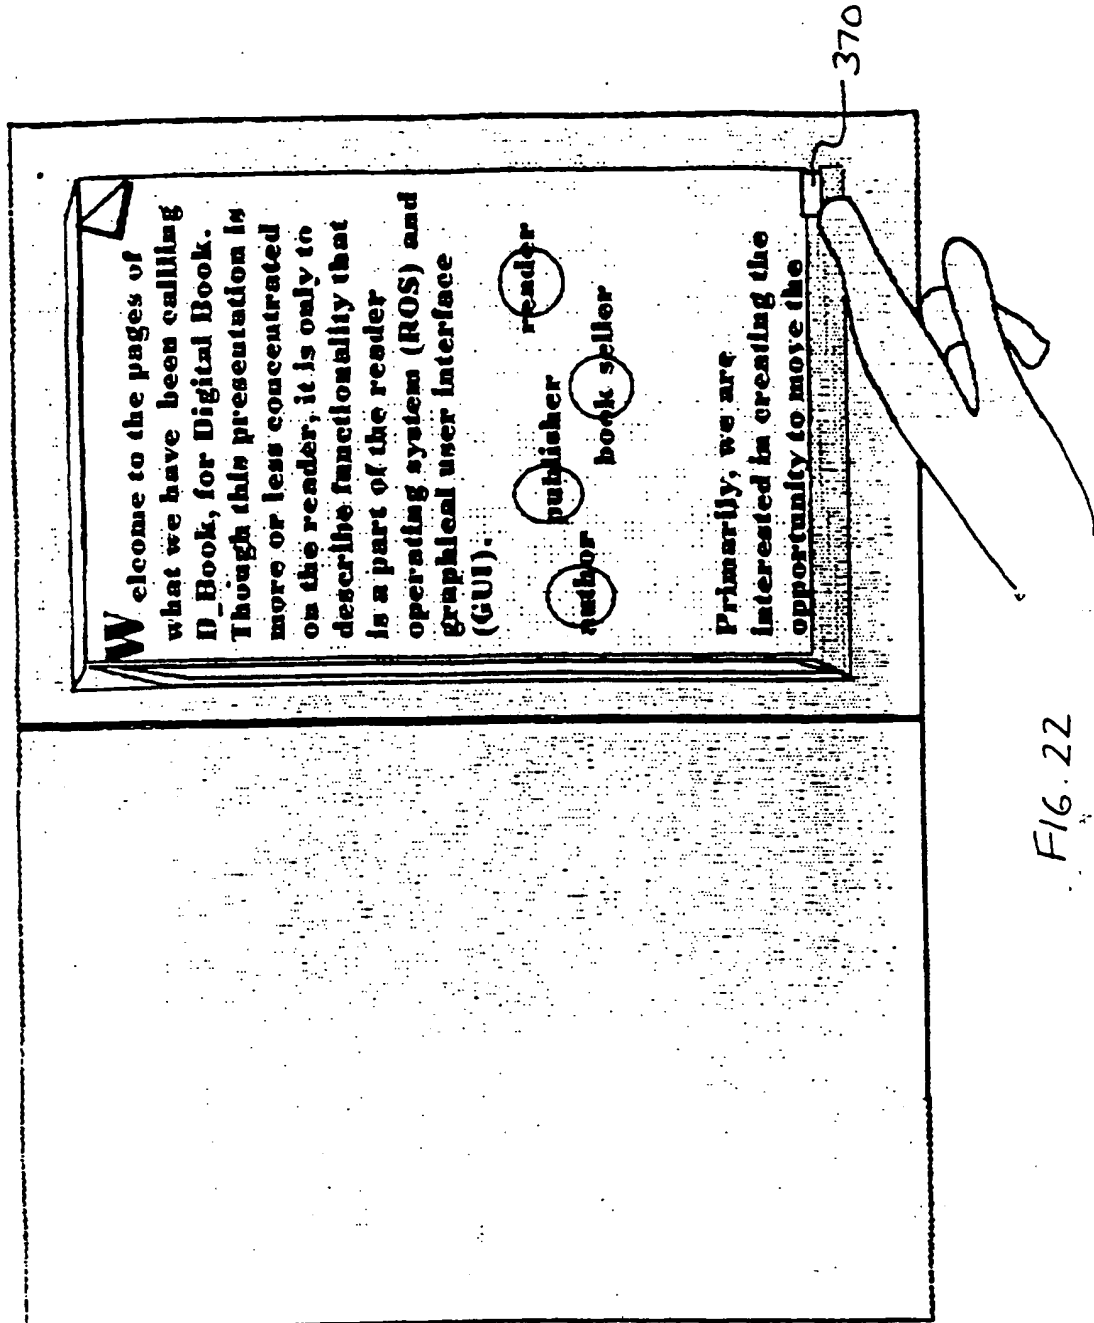 Welcome to the pages of
what we have been callling
D_Book, for Digital Book.
Though this presentation is
more or less concentrated
on the reader, it is only to
describe functionality that
is a part of the reader
operating system (ROS) and
graphical user interface
(GUI).
author publisher reader
book seller
Primarily, we are
interested in creating the
opportunity to move the
370
FIG. 22